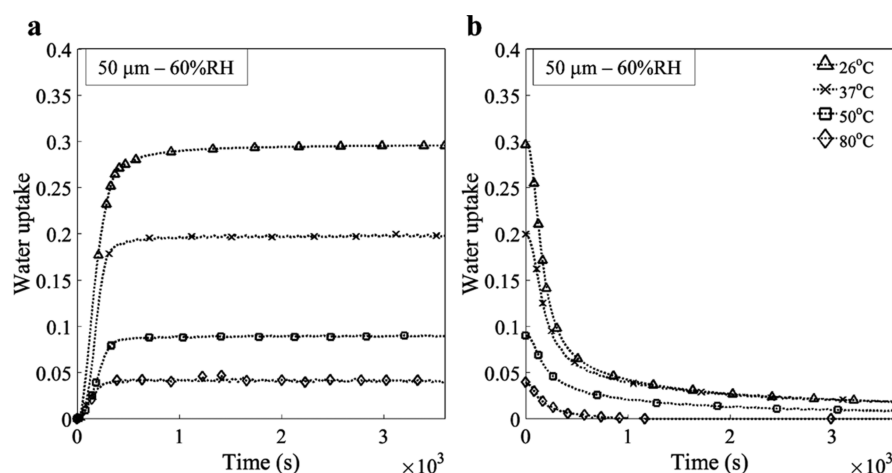 a
50 μm – 60%RH
Water uptake
0.4
0.35
0.3
0.25
0.2
0.15
0.1
0.05
0
0
1
2
3
Time (s)
×10³
b
50 μm – 60%RH
26°C
37°C
50°C
80°C
Water uptake
0.4
0.35
0.3
0.25
0.2
0.15
0.1
0.05
0
0
1
2
3
Time (s)
×10³